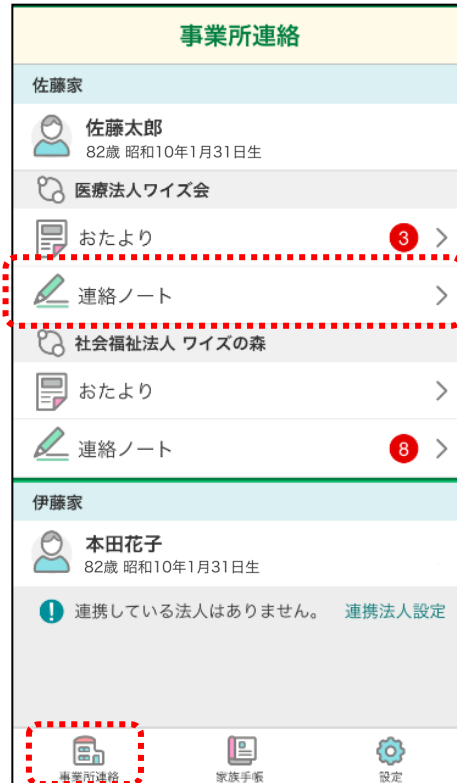 事業所連絡
佐藤家
佐藤太郎
82歳 昭和10年1月31日生
医療法人ワイズ会
おたより 3
連絡ノート
社会福祉法人 ワイズの森
おたより
連絡ノート 8
伊藤家
本田花子
82歳 昭和10年1月31日生
連携している法人はありません。 連携法人設定
事業所連絡 家族手帳 設定